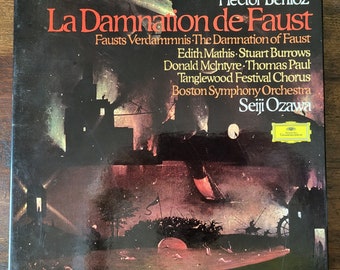 Hector Berlioz
La Damnation de Faust
Fausts Verdammnis · The Damnation of Faust
Edith Mathis · Stuart Burrows
Donald McIntyre · Thomas Paul
Tanglewood Festival Chorus
Boston Symphony Orchestra
Seiji Ozawa